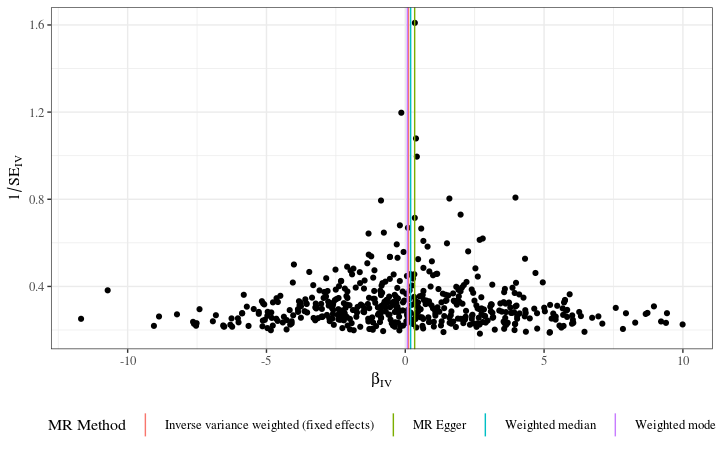 1.6
1.2
0.8
0.4
1/SE_IV
-10 -5 0 5 10
β_IV
MR Method Inverse variance weighted (fixed effects) MR Egger Weighted median Weighted mode